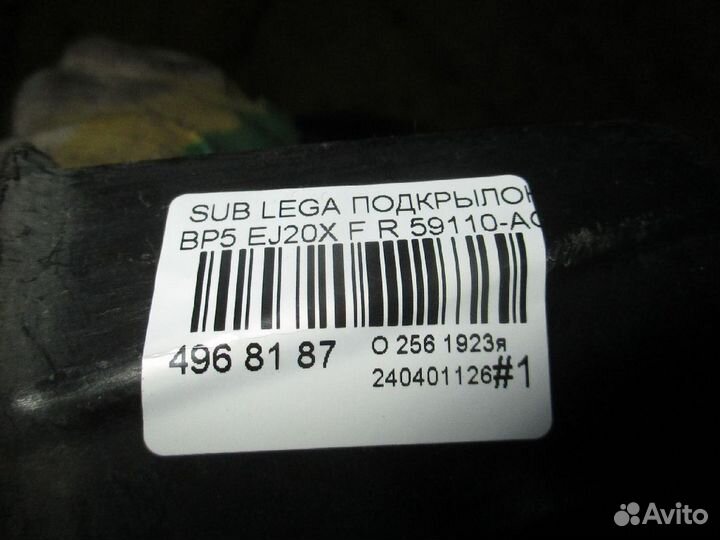 SUB LEGA ПОДКРЫЛОК
BP5 EJ20X F R 59110-AG
496 81 87
O 256 1923я
240401126#1
Avito